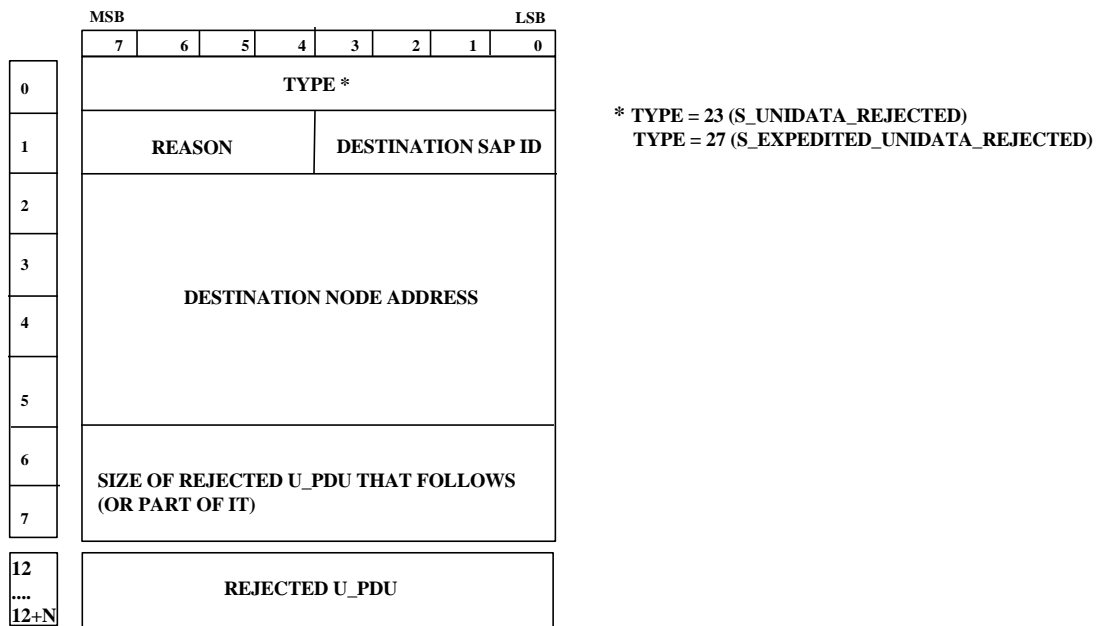 MSB LSB
7 6 5 4 3 2 1 0
0 TYPE *
* TYPE = 23 (S_UNIDATA_REJECTED)
TYPE = 27 (S_EXPEDITED_UNIDATA_REJECTED)
1 REASON DESTINATION SAP ID
2
3
DESTINATION NODE ADDRESS
4
5
6
SIZE OF REJECTED U_PDU THAT FOLLOWS
(OR PART OF IT)
7
12
....
12+N
REJECTED U_PDU